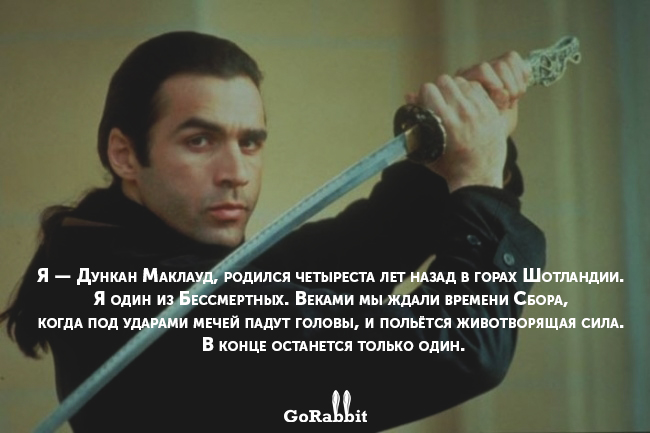 Я — Дункан Маклауд, родился четыреста лет назад в горах Шотландии.
Я один из Бессмертных. Веками мы ждали времени Сбора,
когда под ударами мечей падут головы, и польётся животворящая сила.
В конце останется только один.
GoRabbit